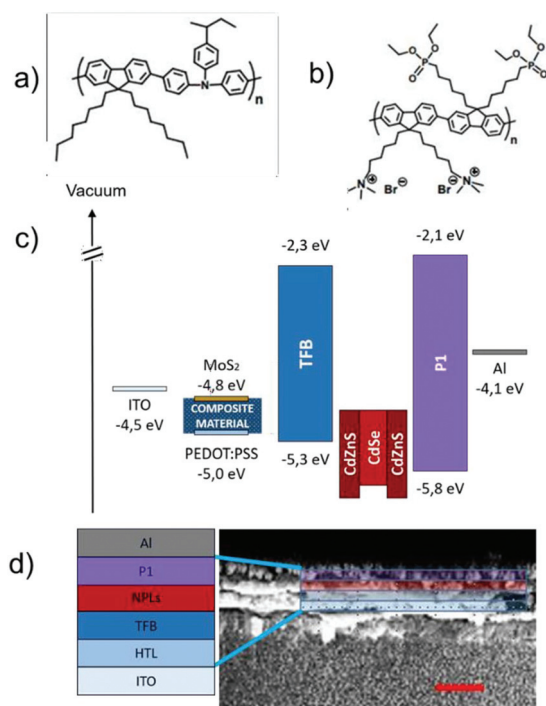 a)
N
n
b)
O
O
P
O
O
O
P
O
n
N
+
Br
−
Br
−
N
+
Vacuum
c)
-2,3 eV
-2,1 eV
TFB
P1
MoS2
-4,8 eV
Al
-4,1 eV
ITO
-4,5 eV
COMPOSITE
MATERIAL
CdZnS
CdSe
CdZnS
PEDOT:PSS
-5,0 eV
-5,3 eV
-5,8 eV
d)
Al
P1
NPLs
TFB
HTL
ITO